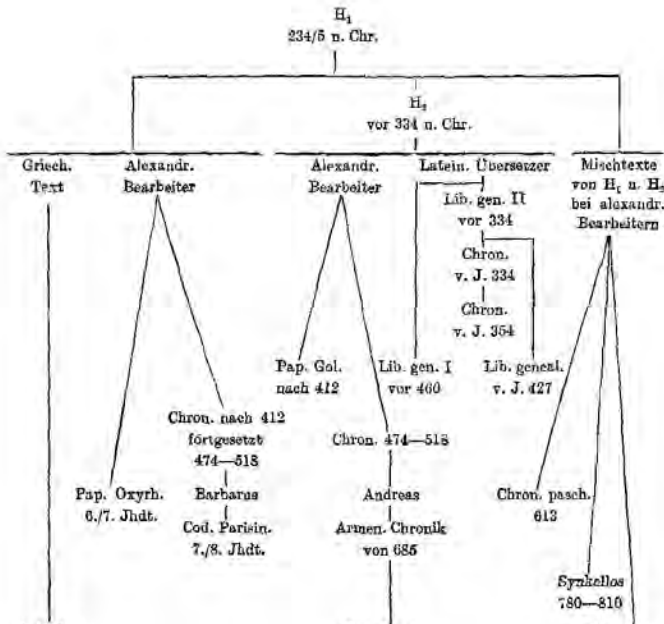 H₁
234/5 n. Chr.
H₂
vor 334 n. Chr.
Griech.
Text
Alexandr.
Bearbeiter
Alexandr.
Bearbeiter
Latein. Übersetzer
Lib. gen. II
vor 334
Chron.
v. J. 334
Chron.
v. J. 354
Mischtexte
von H₁ u. H₂
bei alexandr.
Bearbeitern
Pap. Gol.
nach 412
Lib. gen. I
vor 460
Lib. geneal.
v. J. 427
Chron. nach 412
fortgesetzt
474—518
Chron. 474—518
Pap. Oxyrh.
6./7. Jhdt.
Barbarus
Cod. Parisin.
7./8. Jhdt.
Andreas
Armen. Chronik
von 685
Chron. pasch.
613
Synkellos
780—810